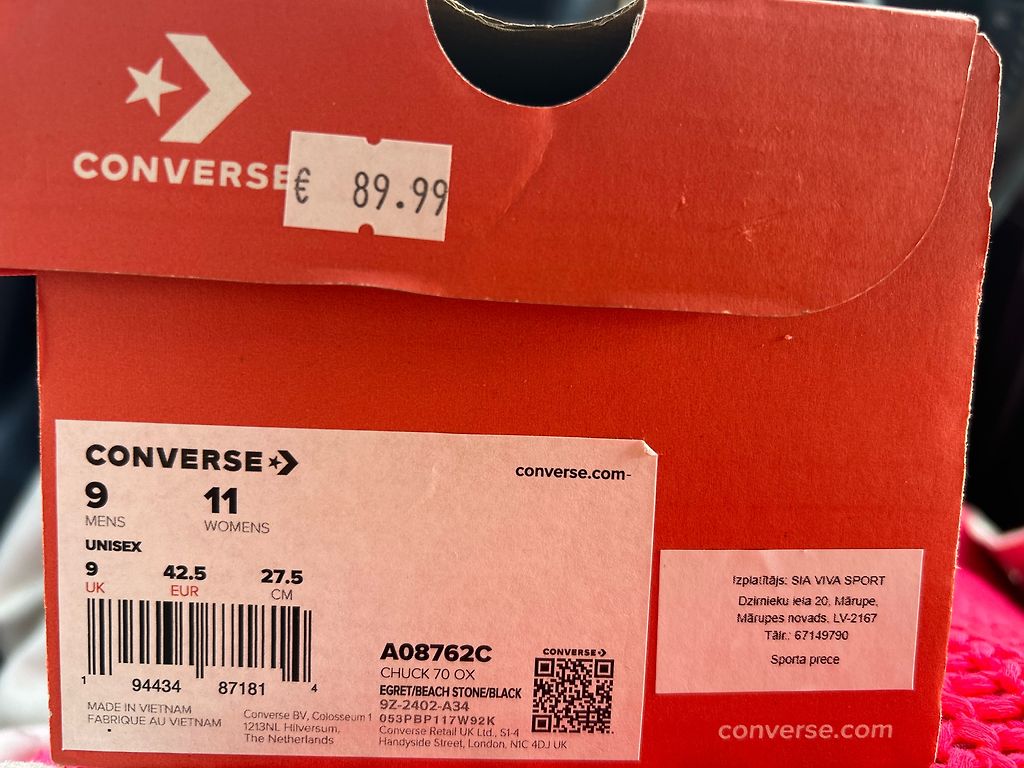 CONVERSE
€ 89.99
CONVERSE
converse.com
9 11
MENS WOMENS
UNISEX
9 42.5 27.5
UK EUR CM
1 94434 87181 4
MADE IN VIETNAM
FABRIQUE AU VIETNAM
Converse BV, Colosseum 1
1213NL Hilversum,
The Netherlands
A08762C
CHUCK 70 OX
EGRET/BEACH STONE/BLACK
9Z-2402-A34
053PBP117W92K
Converse Retail UK Ltd., S1-4
Handyside Street, London, N1C 4DJ UK
CONVERSE
Izplatītājs: SIA VIVA SPORT
Dzirnieku iela 20, Mārupe,
Mārupes novads, LV-2167
Tālr.: 67149790
Sporta prece
converse.com